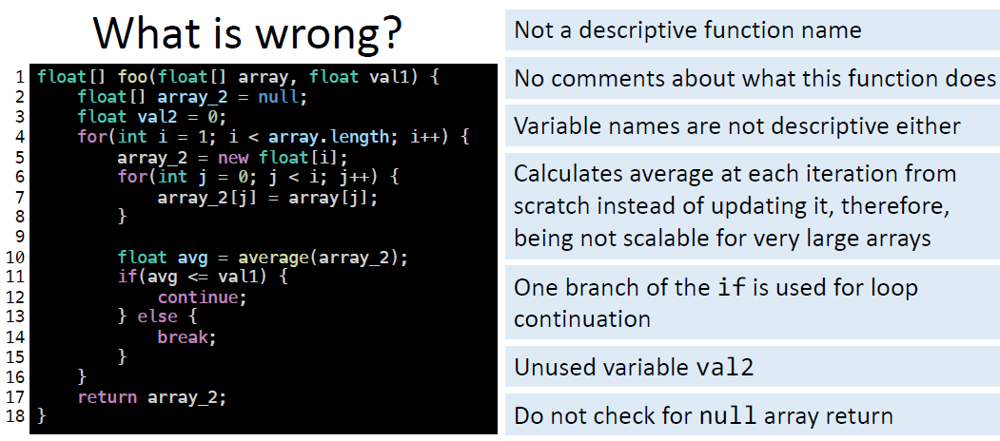 What is wrong?
1 float[] foo(float[] array, float val1) {
2     float[] array_2 = null;
3     float val2 = 0;
4     for(int i = 1; i < array.length; i++) {
5         array_2 = new float[i];
6         for(int j = 0; j < i; j++) {
7             array_2[j] = array[j];
8         }
9
10         float avg = average(array_2);
11         if(avg <= val1) {
12             continue;
13         } else {
14             break;
15         }
16     }
17     return array_2;
18 }
Not a descriptive function name
No comments about what this function does
Variable names are not descriptive either
Calculates average at each iteration from
scratch instead of updating it, therefore,
being not scalable for very large arrays
One branch of the if is used for loop
continuation
Unused variable val2
Do not check for null array return